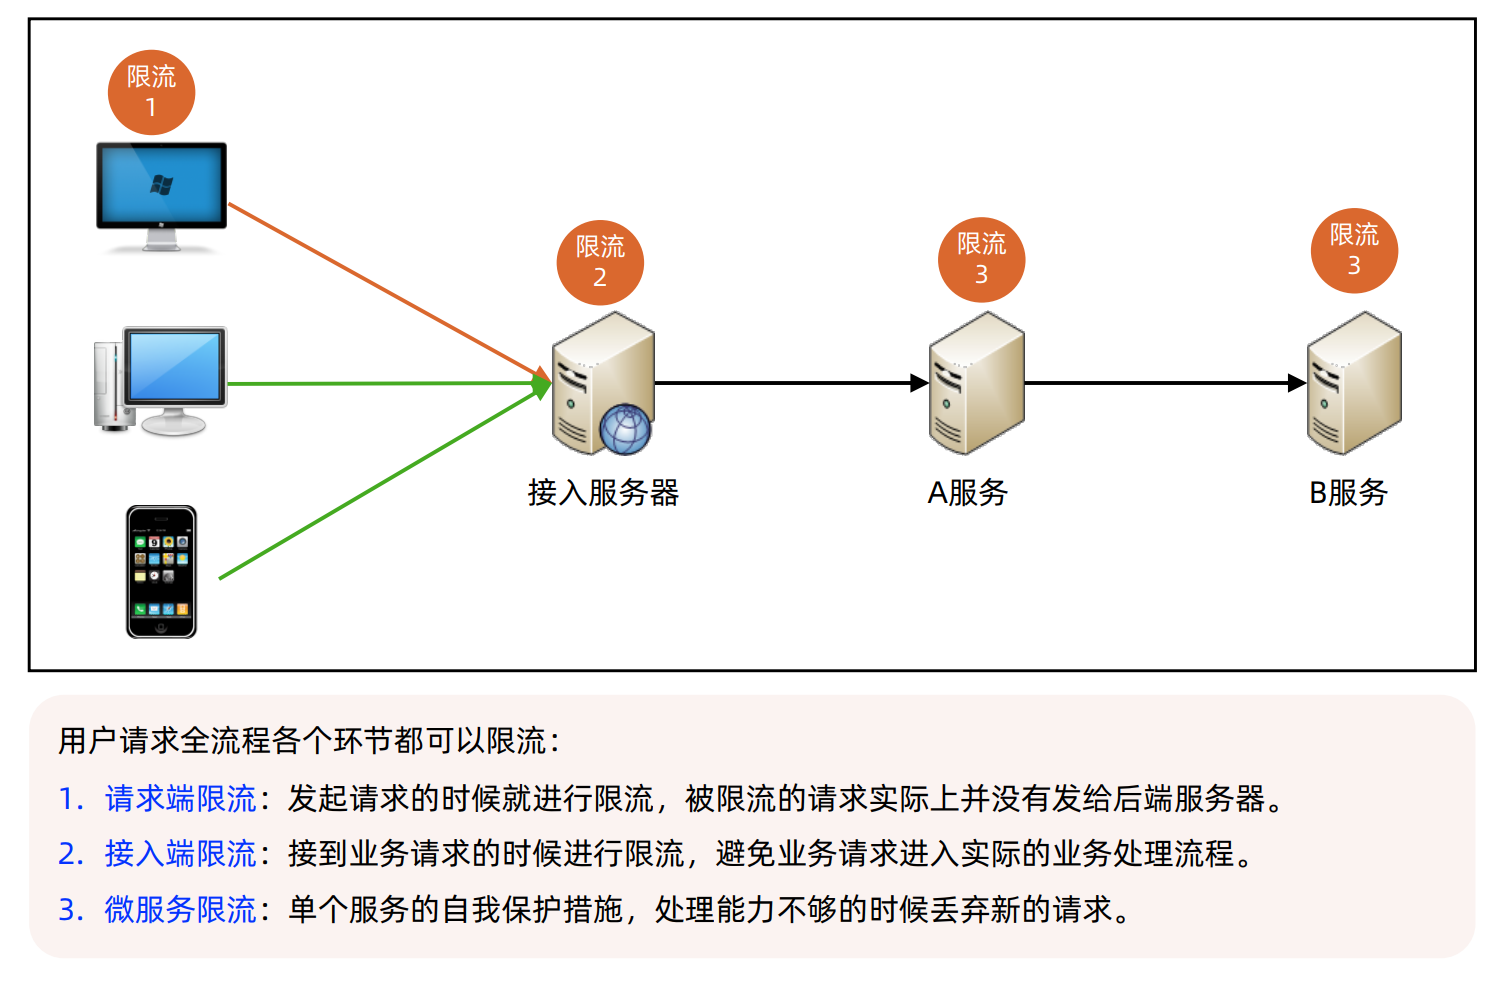 限流
1
限流
2
限流
3
限流
3
接入服务器
A服务
B服务
用户请求全流程各个环节都可以限流：
1. 请求端限流：发起请求的时候就进行限流，被限流的请求实际上并没有发给后端服务器。
2. 接入端限流：接到业务请求的时候进行限流，避免业务请求进入实际的业务处理流程。
3. 微服务限流：单个服务的自我保护措施，处理能力不够的时候丢弃新的请求。